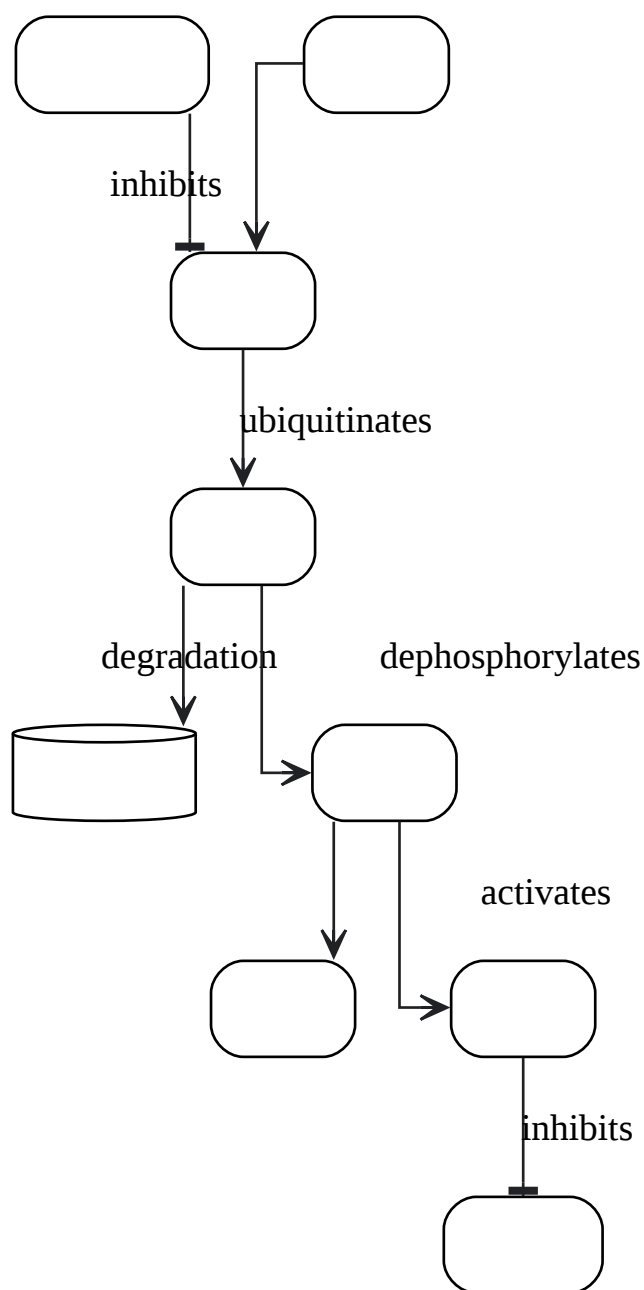 inhibits
ubiquitinates
degradation
dephosphorylates
activates
inhibits